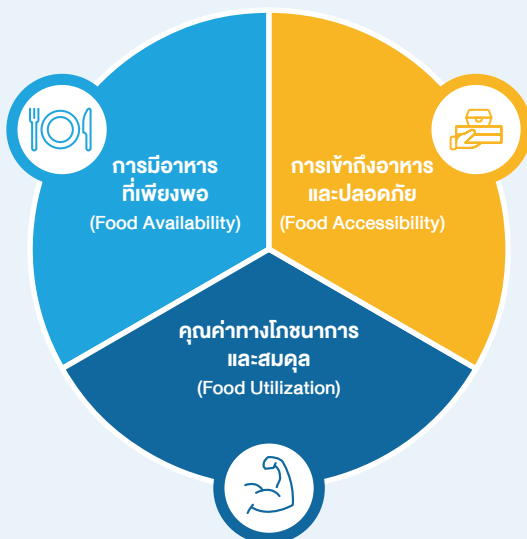 การมีอาหาร
ที่เพียงพอ
(Food Availability)
การเข้าถึงอาหาร
และปลอดภัย
(Food Accessibility)
คุณค่าทางโภชนาการ
และสมดุล
(Food Utilization)